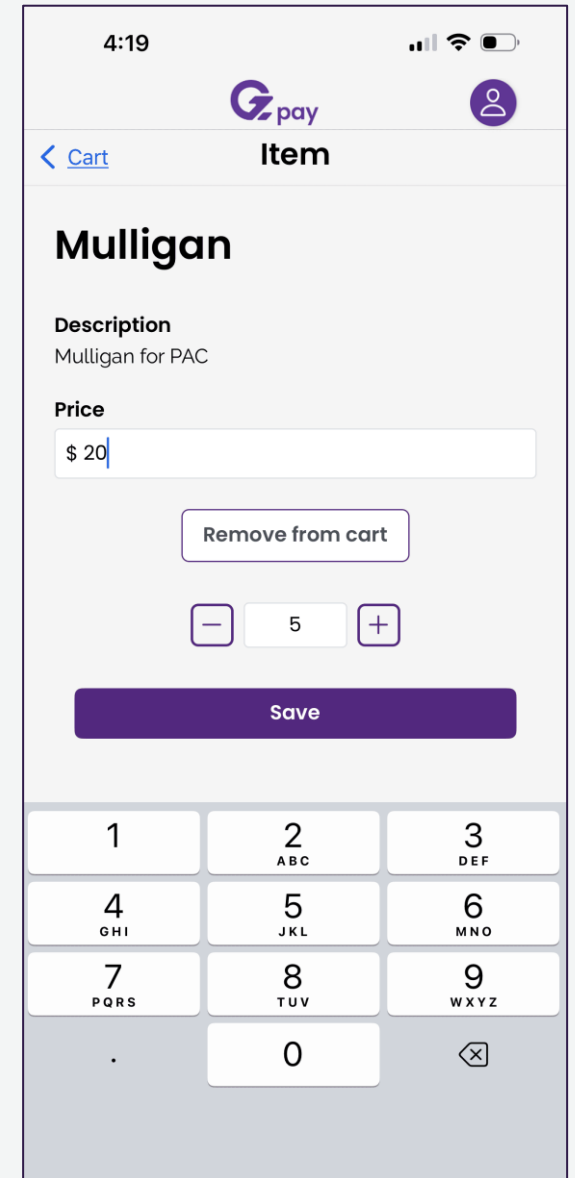 4:19
Gz pay
Cart
Item
Mulligan
Description
Mulligan for PAC
Price
$ 20
Remove from cart
− 5 +
Save
1 2 3
ABC DEF
4 5 6
GHI JKL MNO
7 8 9
PQRS TUV WXYZ
. 0